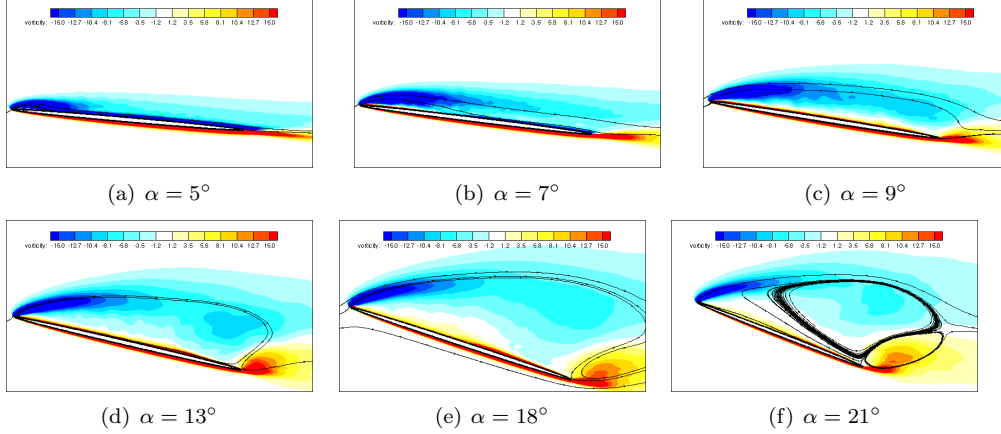 vorticity: -15.0 -12.7 -10.4 -8.1 -5.8 -3.5 -1.2 1.2 3.5 5.8 8.1 10.4 12.7 15.0
vorticity: -15.0 -12.7 -10.4 -8.1 -5.8 -3.5 -1.2 1.2 3.5 5.8 8.1 10.4 12.7 15.0
vorticity: -15.0 -12.7 -10.4 -8.1 -5.8 -3.5 -1.2 1.2 3.5 5.8 8.1 10.4 12.7 15.0
(a) α = 5°
(b) α = 7°
(c) α = 9°
vorticity: -15.0 -12.7 -10.4 -8.1 -5.8 -3.5 -1.2 1.2 3.5 5.8 8.1 10.4 12.7 15.0
vorticity: -15.0 -12.7 -10.4 -8.1 -5.8 -3.5 -1.2 1.2 3.5 5.8 8.1 10.4 12.7 15.0
vorticity: -15.0 -12.7 -10.4 -8.1 -5.8 -3.5 -1.2 1.2 3.5 5.8 8.1 10.4 12.7 15.0
(d) α = 13°
(e) α = 18°
(f) α = 21°